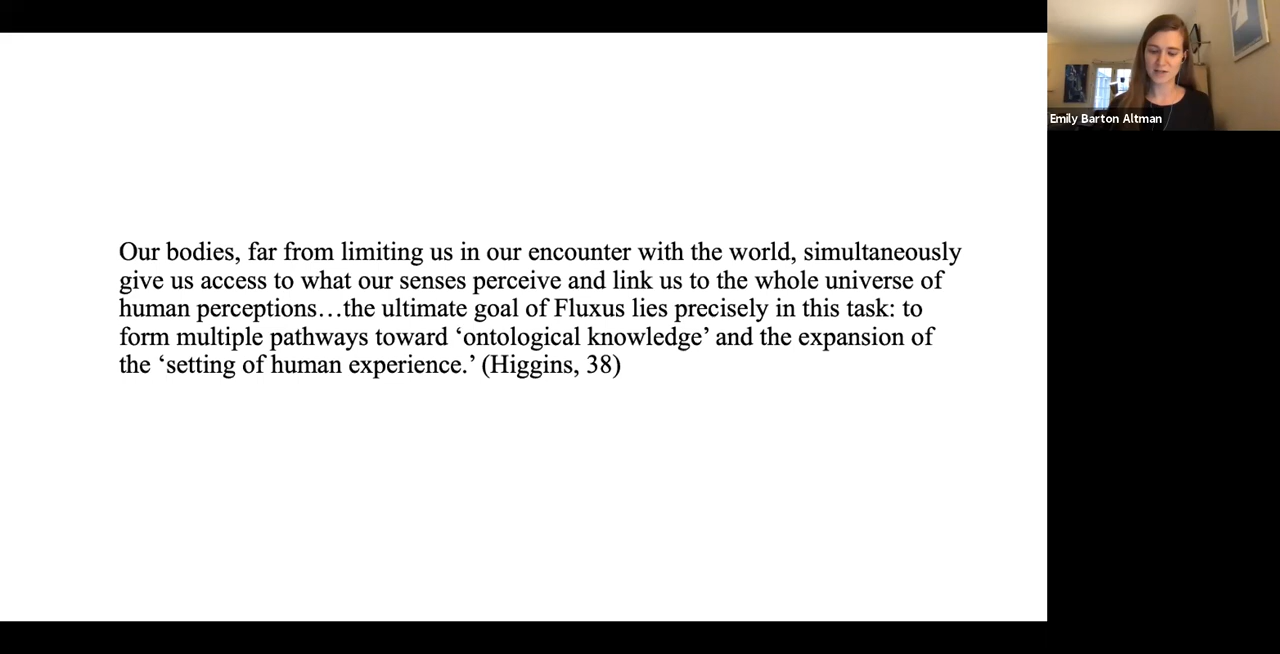 Our bodies, far from limiting us in our encounter with the world, simultaneously
give us access to what our senses perceive and link us to the whole universe of
human perceptions…the ultimate goal of Fluxus lies precisely in this task: to
form multiple pathways toward ‘ontological knowledge’ and the expansion of
the ‘setting of human experience.’ (Higgins, 38)
Emily Barton Altman